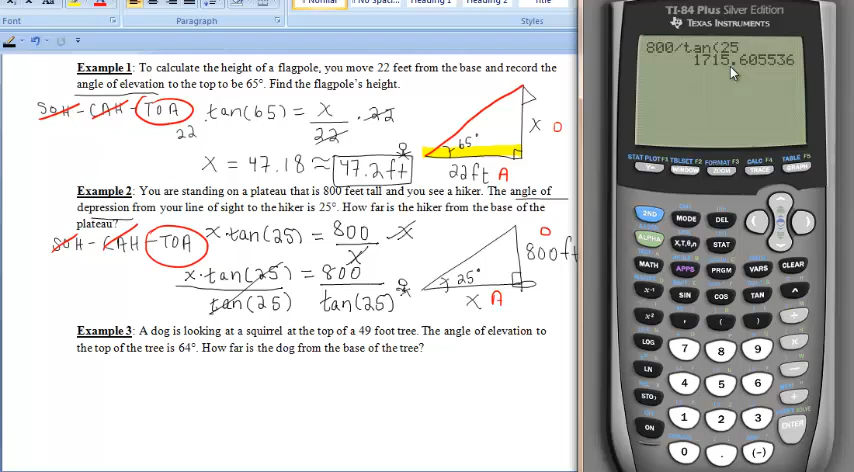 Normal
No Spaci...
Heading 1
Heading 2
Title
Font
Paragraph
Styles
Example 1: To calculate the height of a flagpole, you move 22 feet from the base and record the
angle of elevation to the top to be 65°. Find the flagpole's height.
SOH - CAH - TOA
22 · tan(65) = x/22 · 22
x = 47.18 ≈ 47.2ft
65°
x O
22ft A
Example 2: You are standing on a plateau that is 800 feet tall and you see a hiker. The angle of
depression from your line of sight to the hiker is 25°. How far is the hiker from the base of the
plateau?
SOH - CAH - TOA
x·tan(25) = 800/x · x
x·tan(25)/tan(25) = 800/tan(25)
25°
O
800ft
x A
Example 3: A dog is looking at a squirrel at the top of a 49 foot tree. The angle of elevation to
the top of the tree is 64°. How far is the dog from the base of the tree?
TI-84 Plus Silver Edition
TEXAS INSTRUMENTS
800/tan(25
1715.605536
STAT PLOT F1 TBLSET F2 FORMAT F3 CALC F4 TABLE F5
Y= WINDOW ZOOM TRACE GRAPH
2ND MODE DEL
ALPHA X,T,θ,n STAT
MATH APPS PRGM VARS CLEAR
x⁻¹ SIN COS TAN ^
x² , ( ) ÷
LOG 7 8 9 ×
LN 4 5 6 −
STO› 1 2 3 +
ON 0 . (-) ENTER